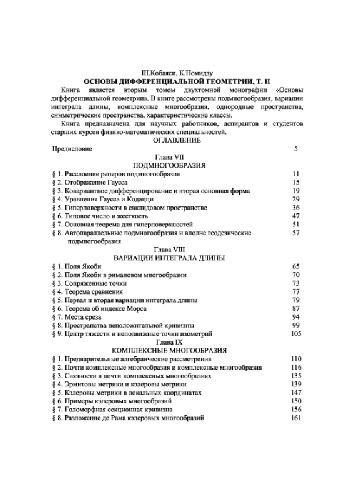 Ш.Кобаяси, К.Номидзу
ОСНОВЫ ДИФФЕРЕНЦИАЛЬНОЙ ГЕОМЕТРИИ, Т. II
Книга является вторым томом двухтомной монографии «Основы
дифференциальной геометрии». В книге рассмотрены подмногообразия, вариации
интеграла длины, комплексные многообразия, однородные пространства,
симметрические пространства, характеристические классы.
Книга предназначена для научных работников, аспирантов и студентов
старших курсов физико-математических специальностей.
ОГЛАВЛЕНИЕ
Предисловие 5
Глава VII
ПОДМНОГООБРАЗИЯ
§ 1. Расслоения реперов подмногообразия 11
§ 2. Отображение Гаусса 15
§ 3. Ковариантное дифференцирование и вторая основная форма 19
§ 4. Уравнения Гаусса и Кодацци 29
§ 5. Гиперповерхности в евклидовом пространстве 36
§ 6. Типовое число и жесткость 47
§ 7. Основная теорема для гиперповерхностей 51
§ 8. Автопараллельные подмногообразия и вполне геодезические 57
подмногообразия
Глава VIII
ВАРИАЦИИ ИНТЕГРАЛА ДЛИНЫ
§ 1. Поля Якоби 65
§ 2. Поля Якоби в римановом многообразии 70
§ 3. Сопряженные точки 73
§ 4. Теорема сравнения 77
§ 5. Первая и вторая вариации интеграла длины 79
§ 6. Теорема об индексе Морса 87
§ 7. Места среза 94
§ 8. Пространства неположительной кривизны 99
§ 9. Центр тяжести и неподвижные точки изометрий 105
Глава IX
КОМПЛЕКСНЫЕ МНОГООБРАЗИЯ
§ 1. Предварительные алгебраические рассмотрения 110
§ 2. Почти комплексные многообразия и комплексные многообразия 116
§ 3. Связности в почти комплексных многообразиях 135
§ 4. Эрмитовы метрики и кэлеровы метрики 139
§ 5. Кэлеровы метрики в локальных координатах 147
§ 6. Примеры кэлеровых многообразий 150
§ 7. Голоморфная секционная кривизна 156
§ 8. Разложение де Рама кэлеровых многообразий 161